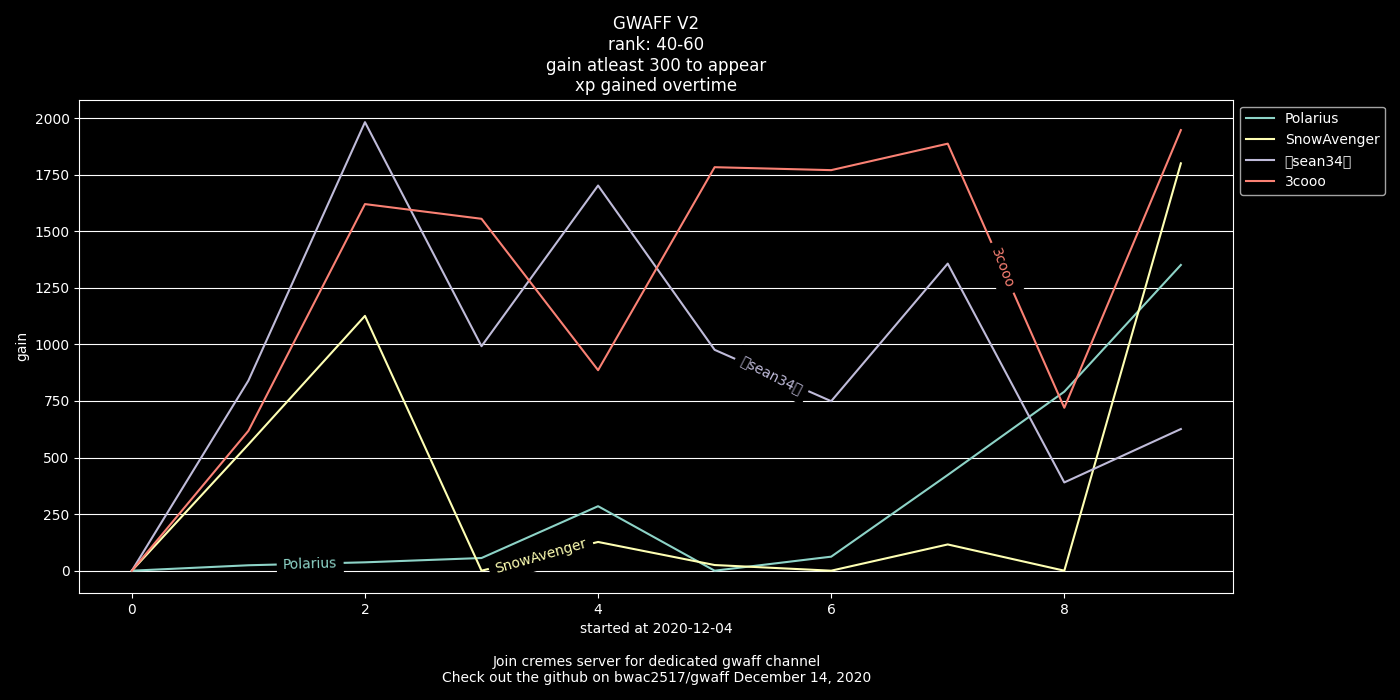 GWAFF V2
rank: 40-60
gain atleast 300 to appear
xp gained overtime
2000
1750
1500
1250
1000
750
500
250
0
gain
Polarius
SnowAvenger
sean34
3cooo
Polarius
SnowAvenger
sean34
3cooo
0 2 4 6 8
started at 2020-12-04
Join cremes server for dedicated gwaff channel
Check out the github on bwac2517/gwaff December 14, 2020